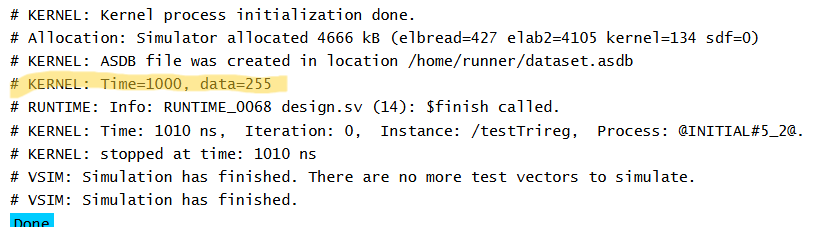 # KERNEL: Kernel process initialization done.
# Allocation: Simulator allocated 4666 kB (elbread=427 elab2=4105 kernel=134 sdf=0)
# KERNEL: ASDB file was created in location /home/runner/dataset.asdb
# KERNEL: Time=1000, data=255
# RUNTIME: Info: RUNTIME_0068 design.sv (14): $finish called.
# KERNEL: Time: 1010 ns,  Iteration: 0,  Instance: /testTrireg,  Process: @INITIAL#5_2@.
# KERNEL: stopped at time: 1010 ns
# VSIM: Simulation has finished. There are no more test vectors to simulate.
# VSIM: Simulation has finished.
Done